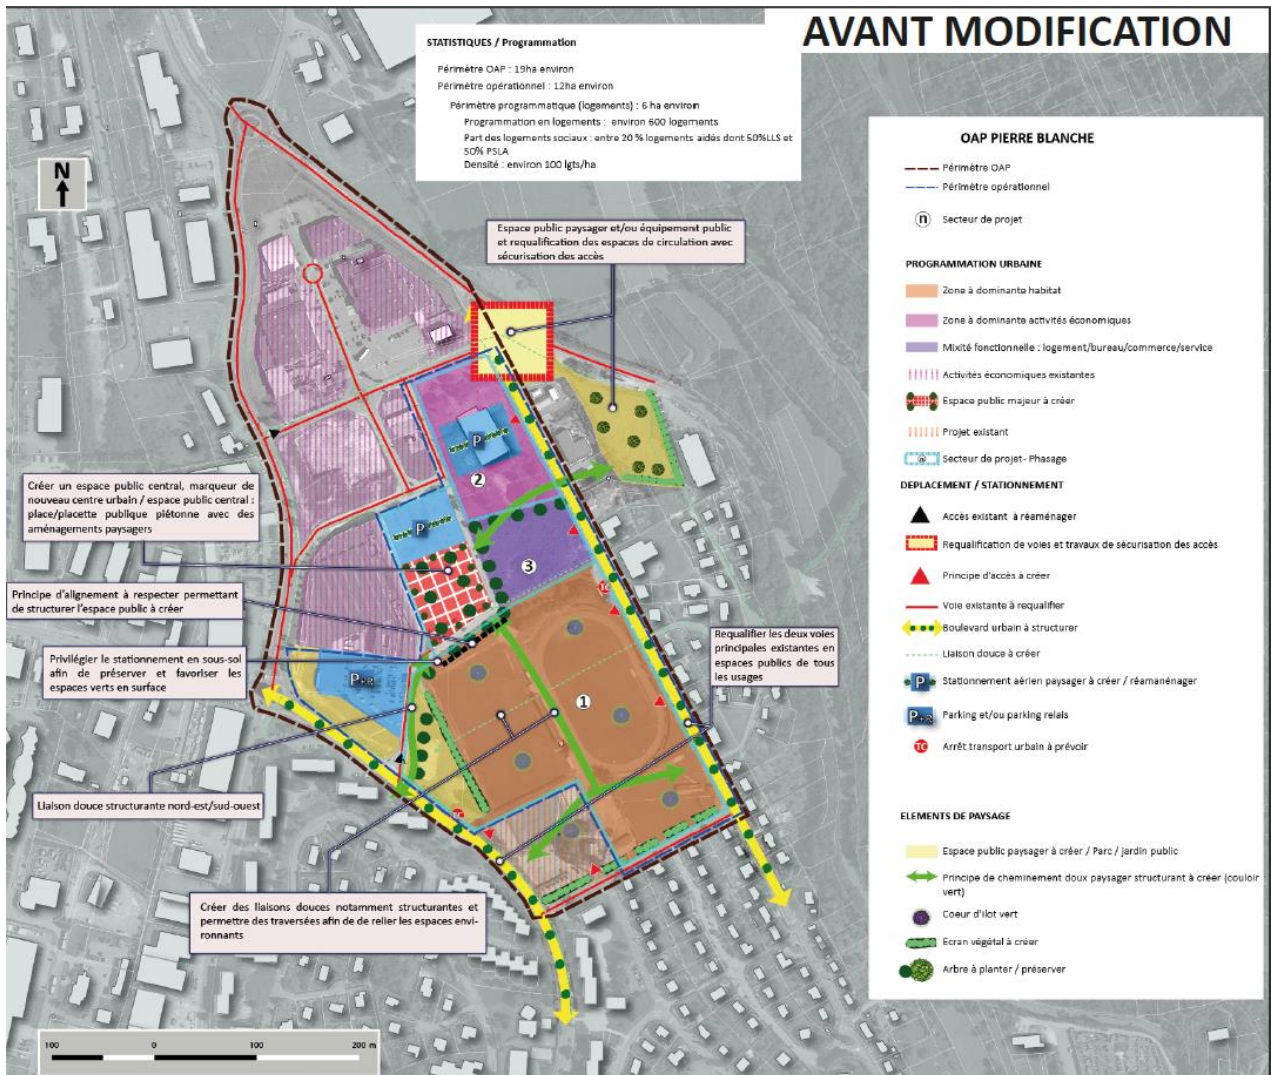 AVANT MODIFICATION
STATISTIQUES / Programmation
Périmètre OAP : 19ha environ
Périmètre opérationnel : 12ha environ
Périmètre programmatique (logements) : 6 ha environ
Programmation en logements : environ 600 logements
Part des logements sociaux : entre 20 % logements aidés dont 50%LLS et
50% PSLA
Densité : environ 100 lgts/ha
N
Espace public paysager et/ou équipement public
et requalification des espaces de circulation avec
sécurisation des accès
Créer un espace public central, marqueur de
nouveau centre urbain / espace public central :
place/placette publique piétonne avec des
aménagements paysagers
Principe d'alignement à respecter permettant
de structurer l'espace public à créer
Privilégier le stationnement en sous-sol
afin de préserver et favoriser les
espaces verts en surface
Requalifier les deux voies
principales existantes en
espaces publics de tous
les usages
Liaison douce structurante nord-est/sud-ouest
Créer des liaisons douces notamment structurantes et
permettre des traversées afin de de relier les espaces envi-
ronnants
P
2
P
3
TC
P+R
1
TC
100 0 100 200 m
OAP PIERRE BLANCHE
Périmètre OAP
Périmètre opérationnel
n Secteur de projet
PROGRAMMATION URBAINE
Zone à dominante habitat
Zone à dominante activités économiques
Mixité fonctionnelle : logement/bureau/commerce/service
Activités économiques existantes
Espace public majeur à créer
Projet existant
n Secteur de projet- Phasage
DEPLACEMENT / STATIONNEMENT
Accès existant à réaménager
Requalification de voies et travaux de sécurisation des accès
Principe d'accès à créer
Voie existante à requalifier
Boulevard urbain à structurer
Liaison douce à créer
P Stationnement aérien paysager à créer / réamanénager
P+R Parking et/ou parking relais
TC Arrêt transport urbain à prévoir
ELEMENTS DE PAYSAGE
Espace public paysager à créer / Parc / jardin public
Principe de cheminement doux paysager structurant à créer (couloir
vert)
Coeur d'ilot vert
Ecran végétal à créer
Arbre à planter / préserver